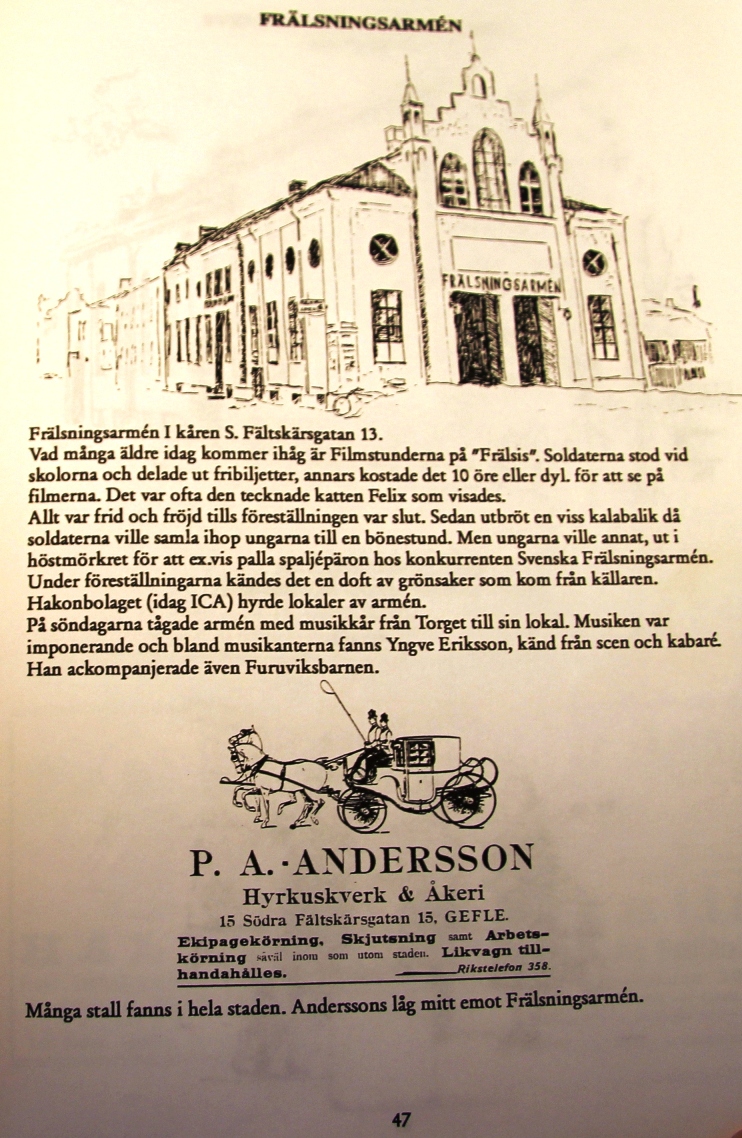 FRÄLSNINGSARMÉN
FRÄLSNINGSARMÉN
Frälsningsarmén I kåren S. Fältskärsgatan 13.
Vad många äldre idag kommer ihåg är Filmstunderna på "Frälsis". Soldaterna stod vid
skolorna och delade ut fribiljetter, annars kostade det 10 öre eller dyl. för att se på
filmerna. Det var ofta den tecknade katten Felix som visades.
Allt var frid och fröjd tills föreställningen var slut. Sedan utbröt en viss kalabalik då
soldaterna ville samla ihop ungarna till en bönestund. Men ungarna ville annat, ut i
höstmörkret för att ex.vis palla spaljépäron hos konkurrenten Svenska Frälsningsarmén.
Under föreställningarna kändes det en doft av grönsaker som kom från källaren.
Hakonbolaget (idag ICA) hyrde lokaler av armén.
På söndagarna tågade armén med musikkår från Torget till sin lokal. Musiken var
imponerande och bland musikanterna fanns Yngve Eriksson, känd från scen och kabaré.
Han ackompanjerade även Furuviksbarnen.
P. A. ANDERSSON
Hyrkuskverk & Åkeri
15 Södra Fältskärsgatan 15, GEFLE.
Ekipagekörning, Skjutsning samt Arbets-
körning såväl inom som utom staden. Likvagn till-
handahålles. Rikstelefon 358.
Många stall fanns i hela staden. Anderssons låg mitt emot Frälsningsarmén.
47